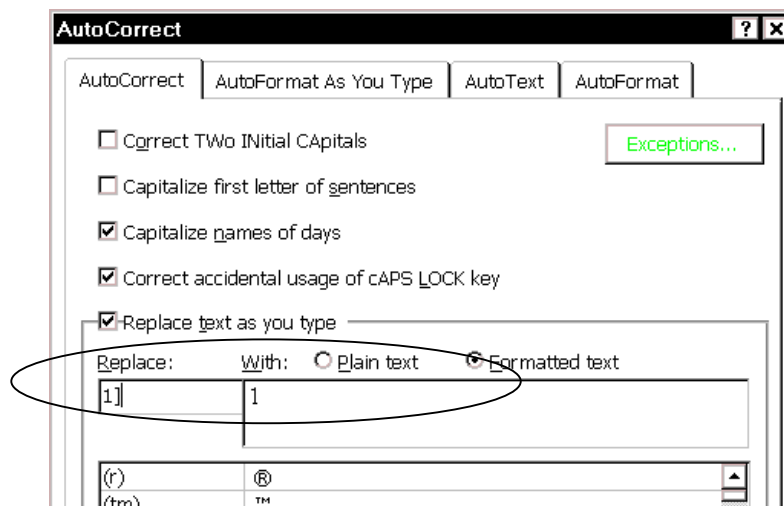 AutoCorrect ? X
AutoCorrect AutoFormat As You Type AutoText AutoFormat
Correct TWo INitial CApitals Exceptions...
Capitalize first letter of sentences
Capitalize names of days
Correct accidental usage of cAPS LOCK key
Replace text as you type
Replace: With: Plain text Formatted text
1] 1
(r) ®
(tm) ™